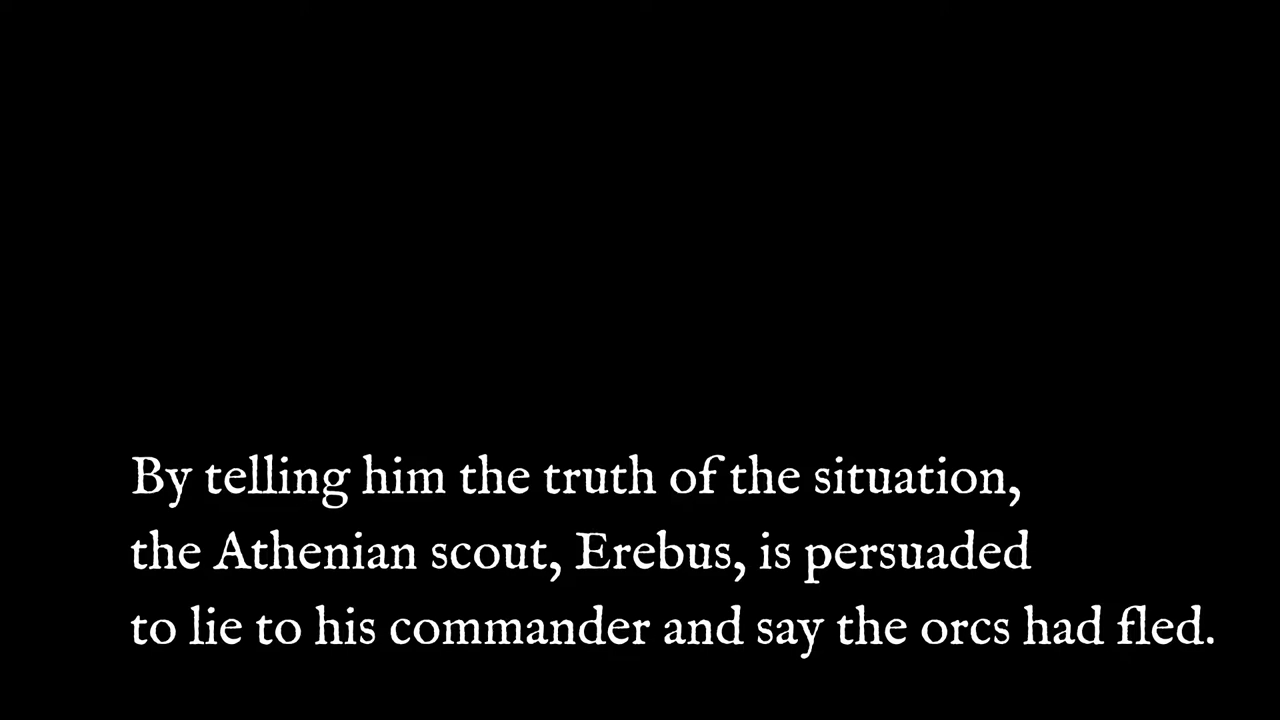 By telling him the truth of the situation,
the Athenian scout, Erebus, is persuaded
to lie to his commander and say the orcs had fled.